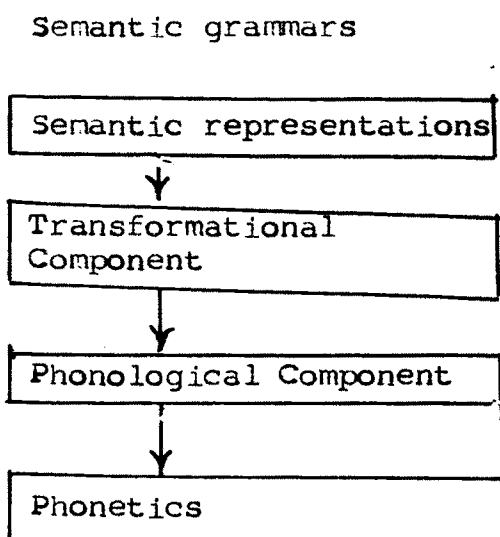 Semantic grammars
Semantic representations
Transformational
Component
Phonological Component
Phonetics